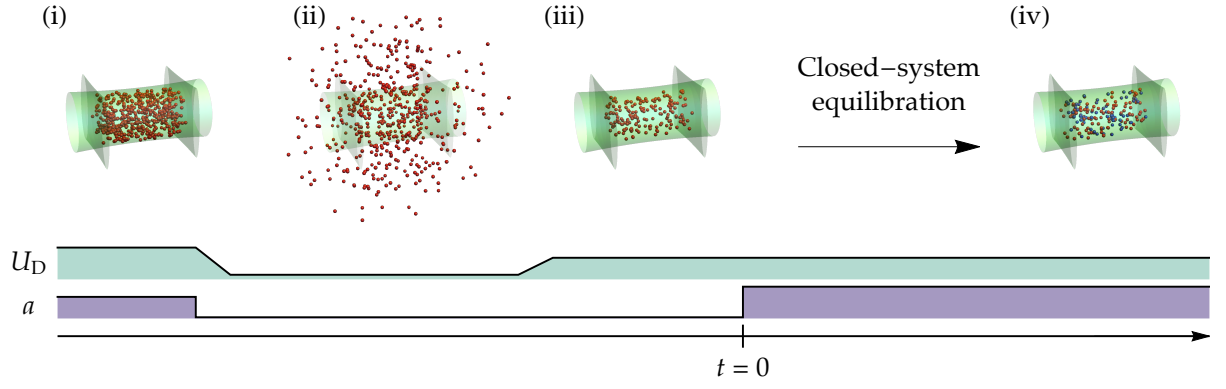 (i)
(ii)
(iii)
(iv)
Closed−system
equilibration
U_D
a
t = 0